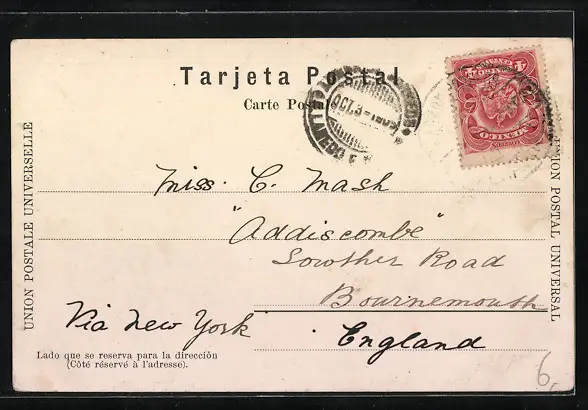 Tarjeta Postal
Carte Postale
UNION POSTALE UNIVERSELLE
UNION POSTAL UNIVERSAL
MEXICO
Miss. C. Mash
"Addiscombe"
Lowther Road
Bournemouth
Via New York
England
Lado que se reserva para la dirección
(Côté réservé à l'adresse).
6